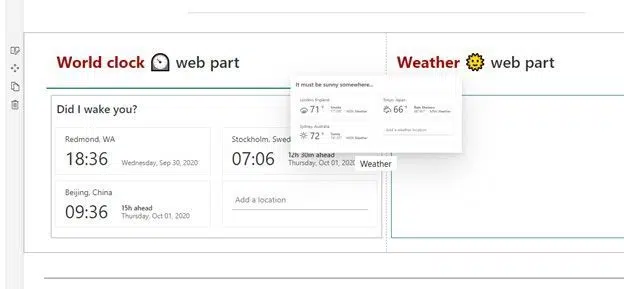 World clock web part
Weather web part
It must be sunny somewhere...
London, England
71°F
Tokyo, Japan
66°F
Sydney, Australia
72°F
Sunny
Add a weather location
Weather
Did I wake you?
Redmond, WA
18:36 Wednesday, Sep 30, 2020
Stockholm, Swed
07:06 12h 30m ahead
Thursday, Oct 01, 2020
Beijing, China
09:36 15h ahead
Thursday, Oct 01, 2020
Add a location